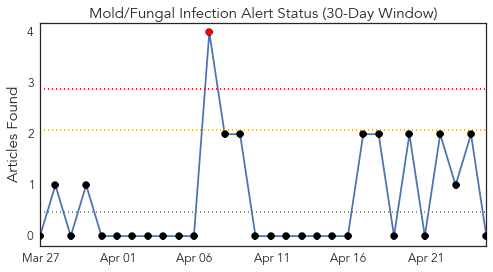 Mold/Fungal Infection Alert Status (30-Day Window)
Articles Found
4
3
2
1
0
Mar 27 Apr 01 Apr 06 Apr 11 Apr 16 Apr 21